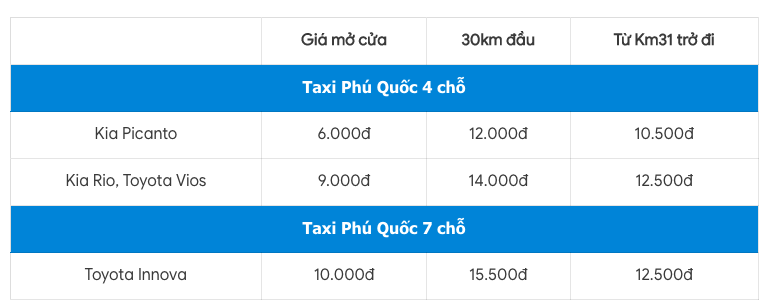 Giá mở cửa 30km đầu Từ Km31 trở đi
Taxi Phú Quốc 4 chỗ
Kia Picanto 6.000đ 12.000đ 10.500đ
Kia Rio, Toyota Vios 9.000đ 14.000đ 12.500đ
Taxi Phú Quốc 7 chỗ
Toyota Innova 10.000đ 15.500đ 12.500đ